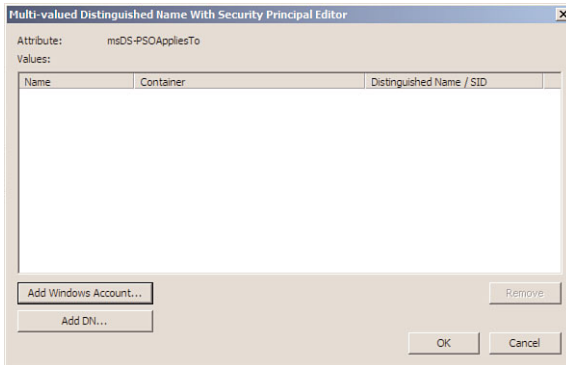 Multi-valued Distinguished Name With Security Principal Editor
Attribute: msDS-PSOAppliesTo
Values:
Name Container Distinguished Name / SID
Add Windows Account... Remove
Add DN...
OK Cancel